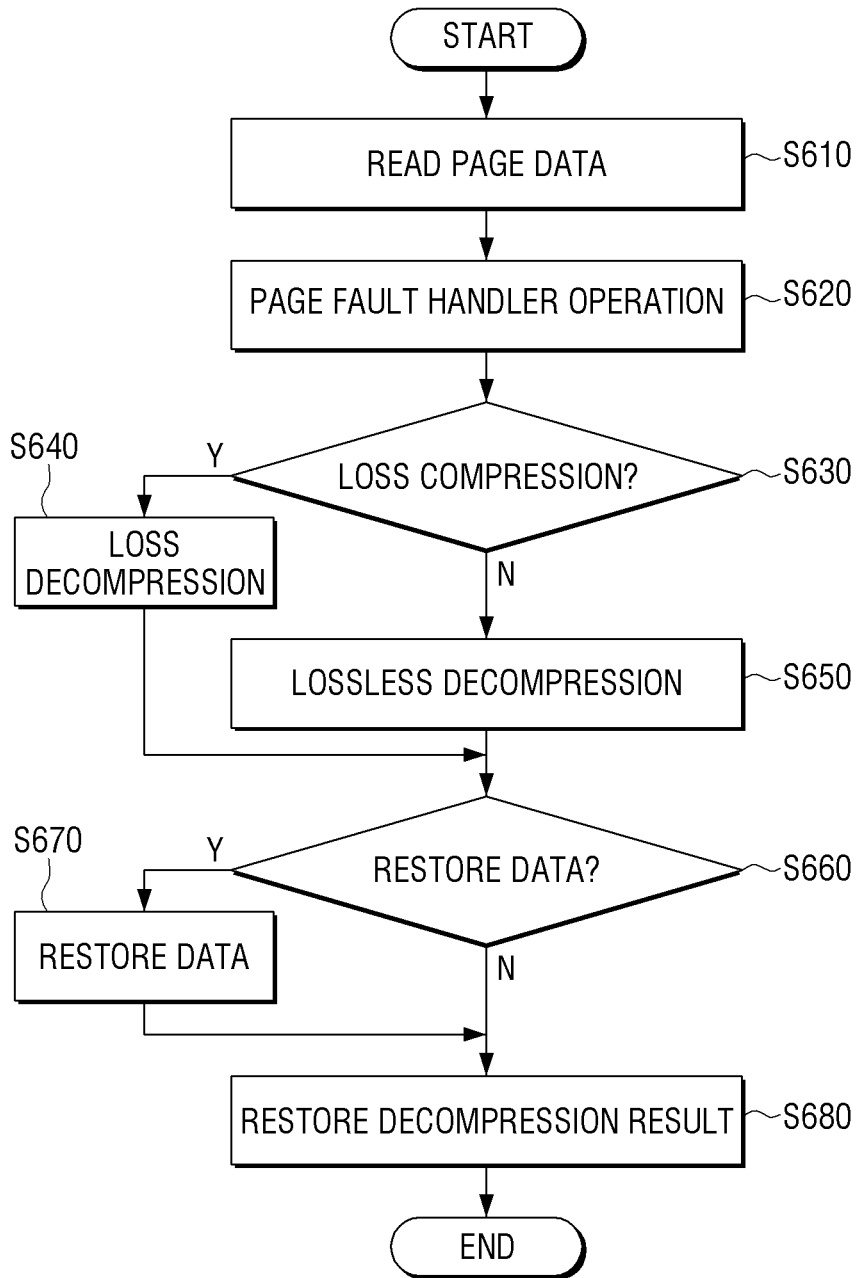 START
READ PAGE DATA
S610
PAGE FAULT HANDLER OPERATION
S620
LOSS COMPRESSION?
S630
Y
S640
LOSS
DECOMPRESSION
N
LOSSLESS DECOMPRESSION
S650
RESTORE DATA?
S660
Y
S670
RESTORE DATA
N
RESTORE DECOMPRESSION RESULT
S680
END